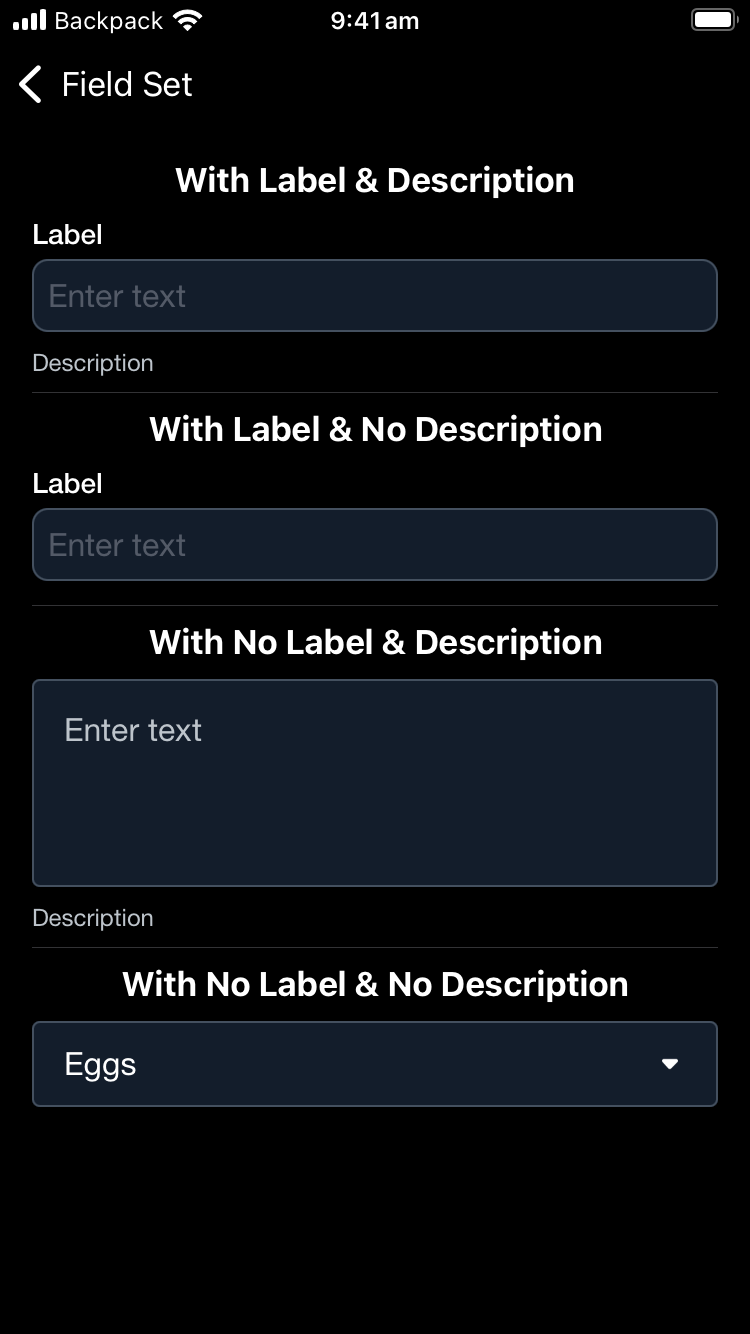 Backpack 9:41 am
Field Set
With Label & Description
Label
Enter text
Description
With Label & No Description
Label
Enter text
With No Label & Description
Enter text
Description
With No Label & No Description
Eggs